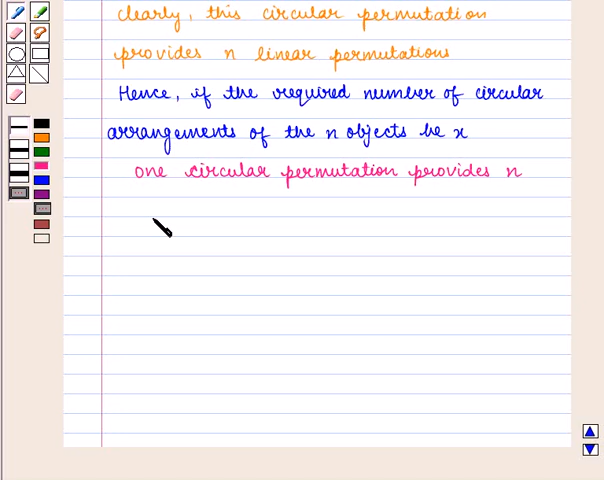 clearly, this circular permutation
provides n linear permutations
Hence, if the required number of circular
arrangements of the n objects be x
one circular permutation provides n